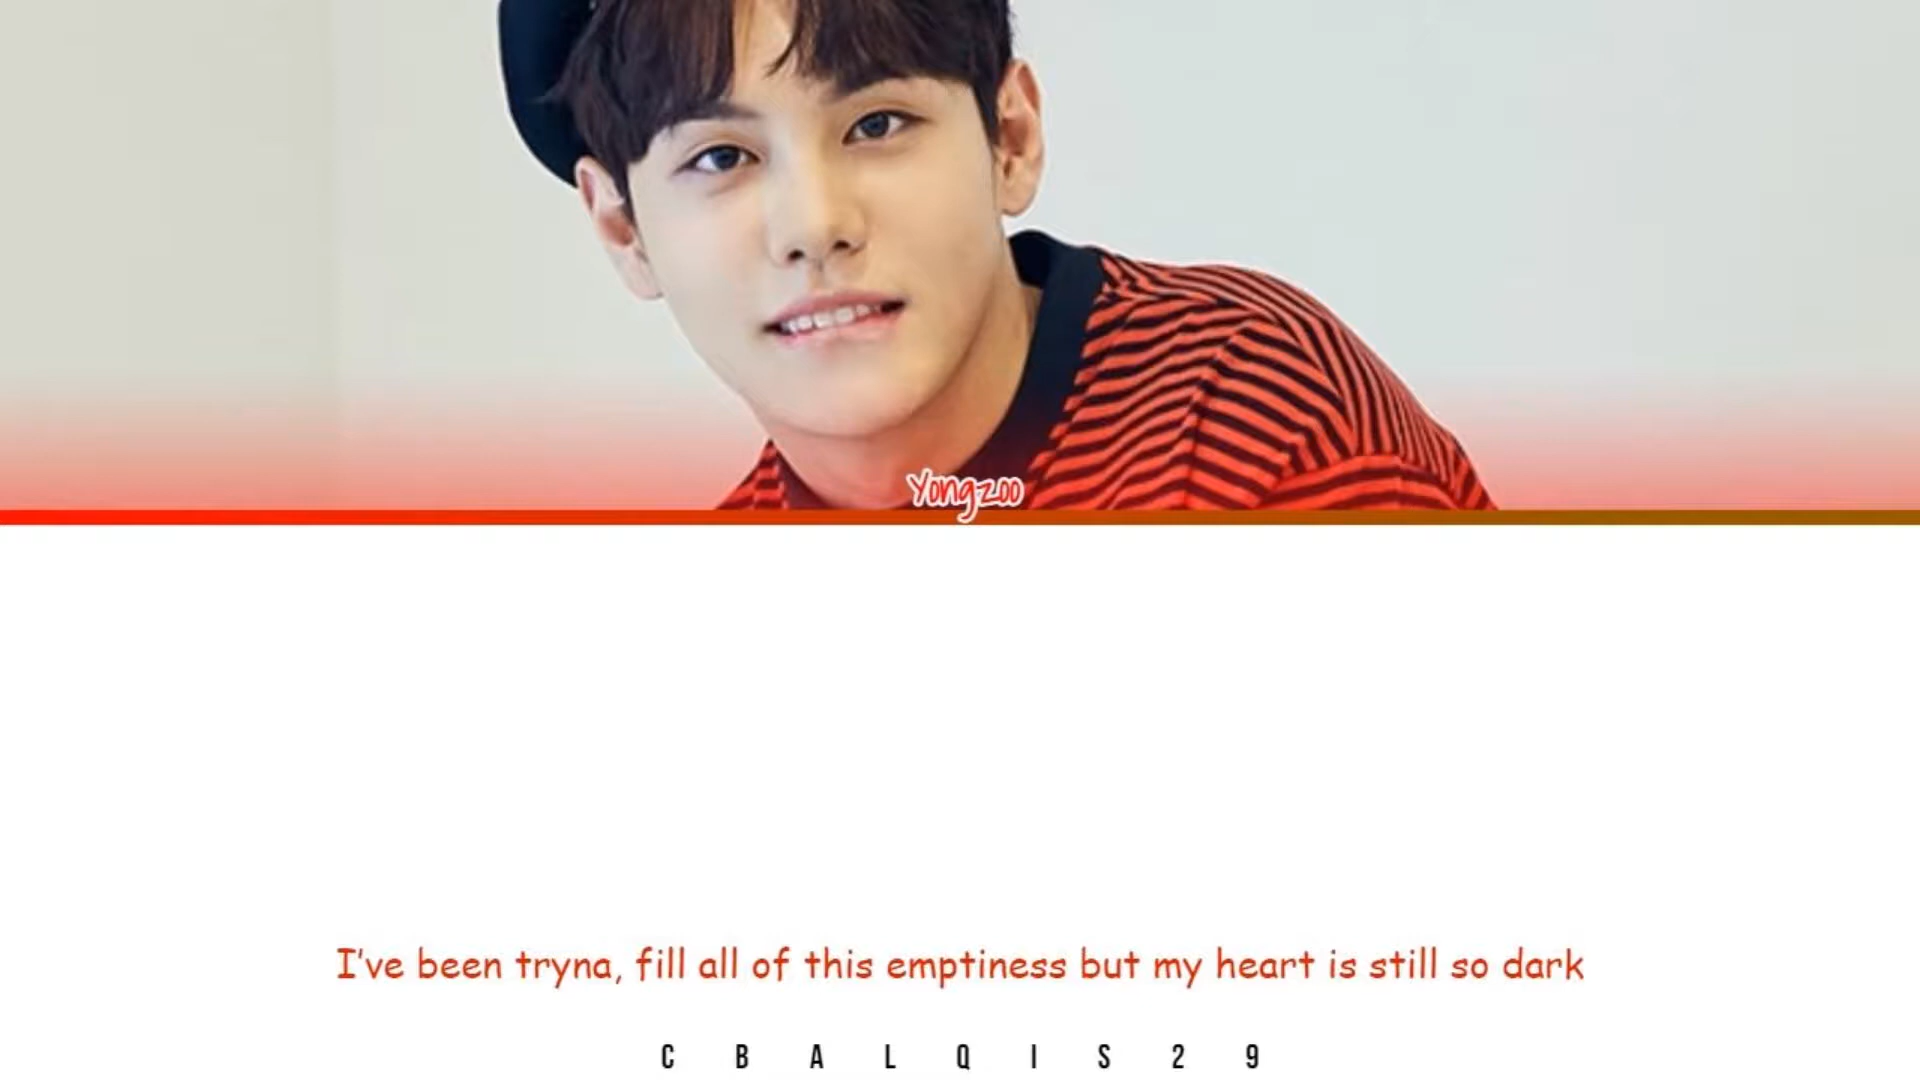 Yongzoo
I've been tryna, fill all of this emptiness but my heart is still so dark
C B A L Q I S 2 9